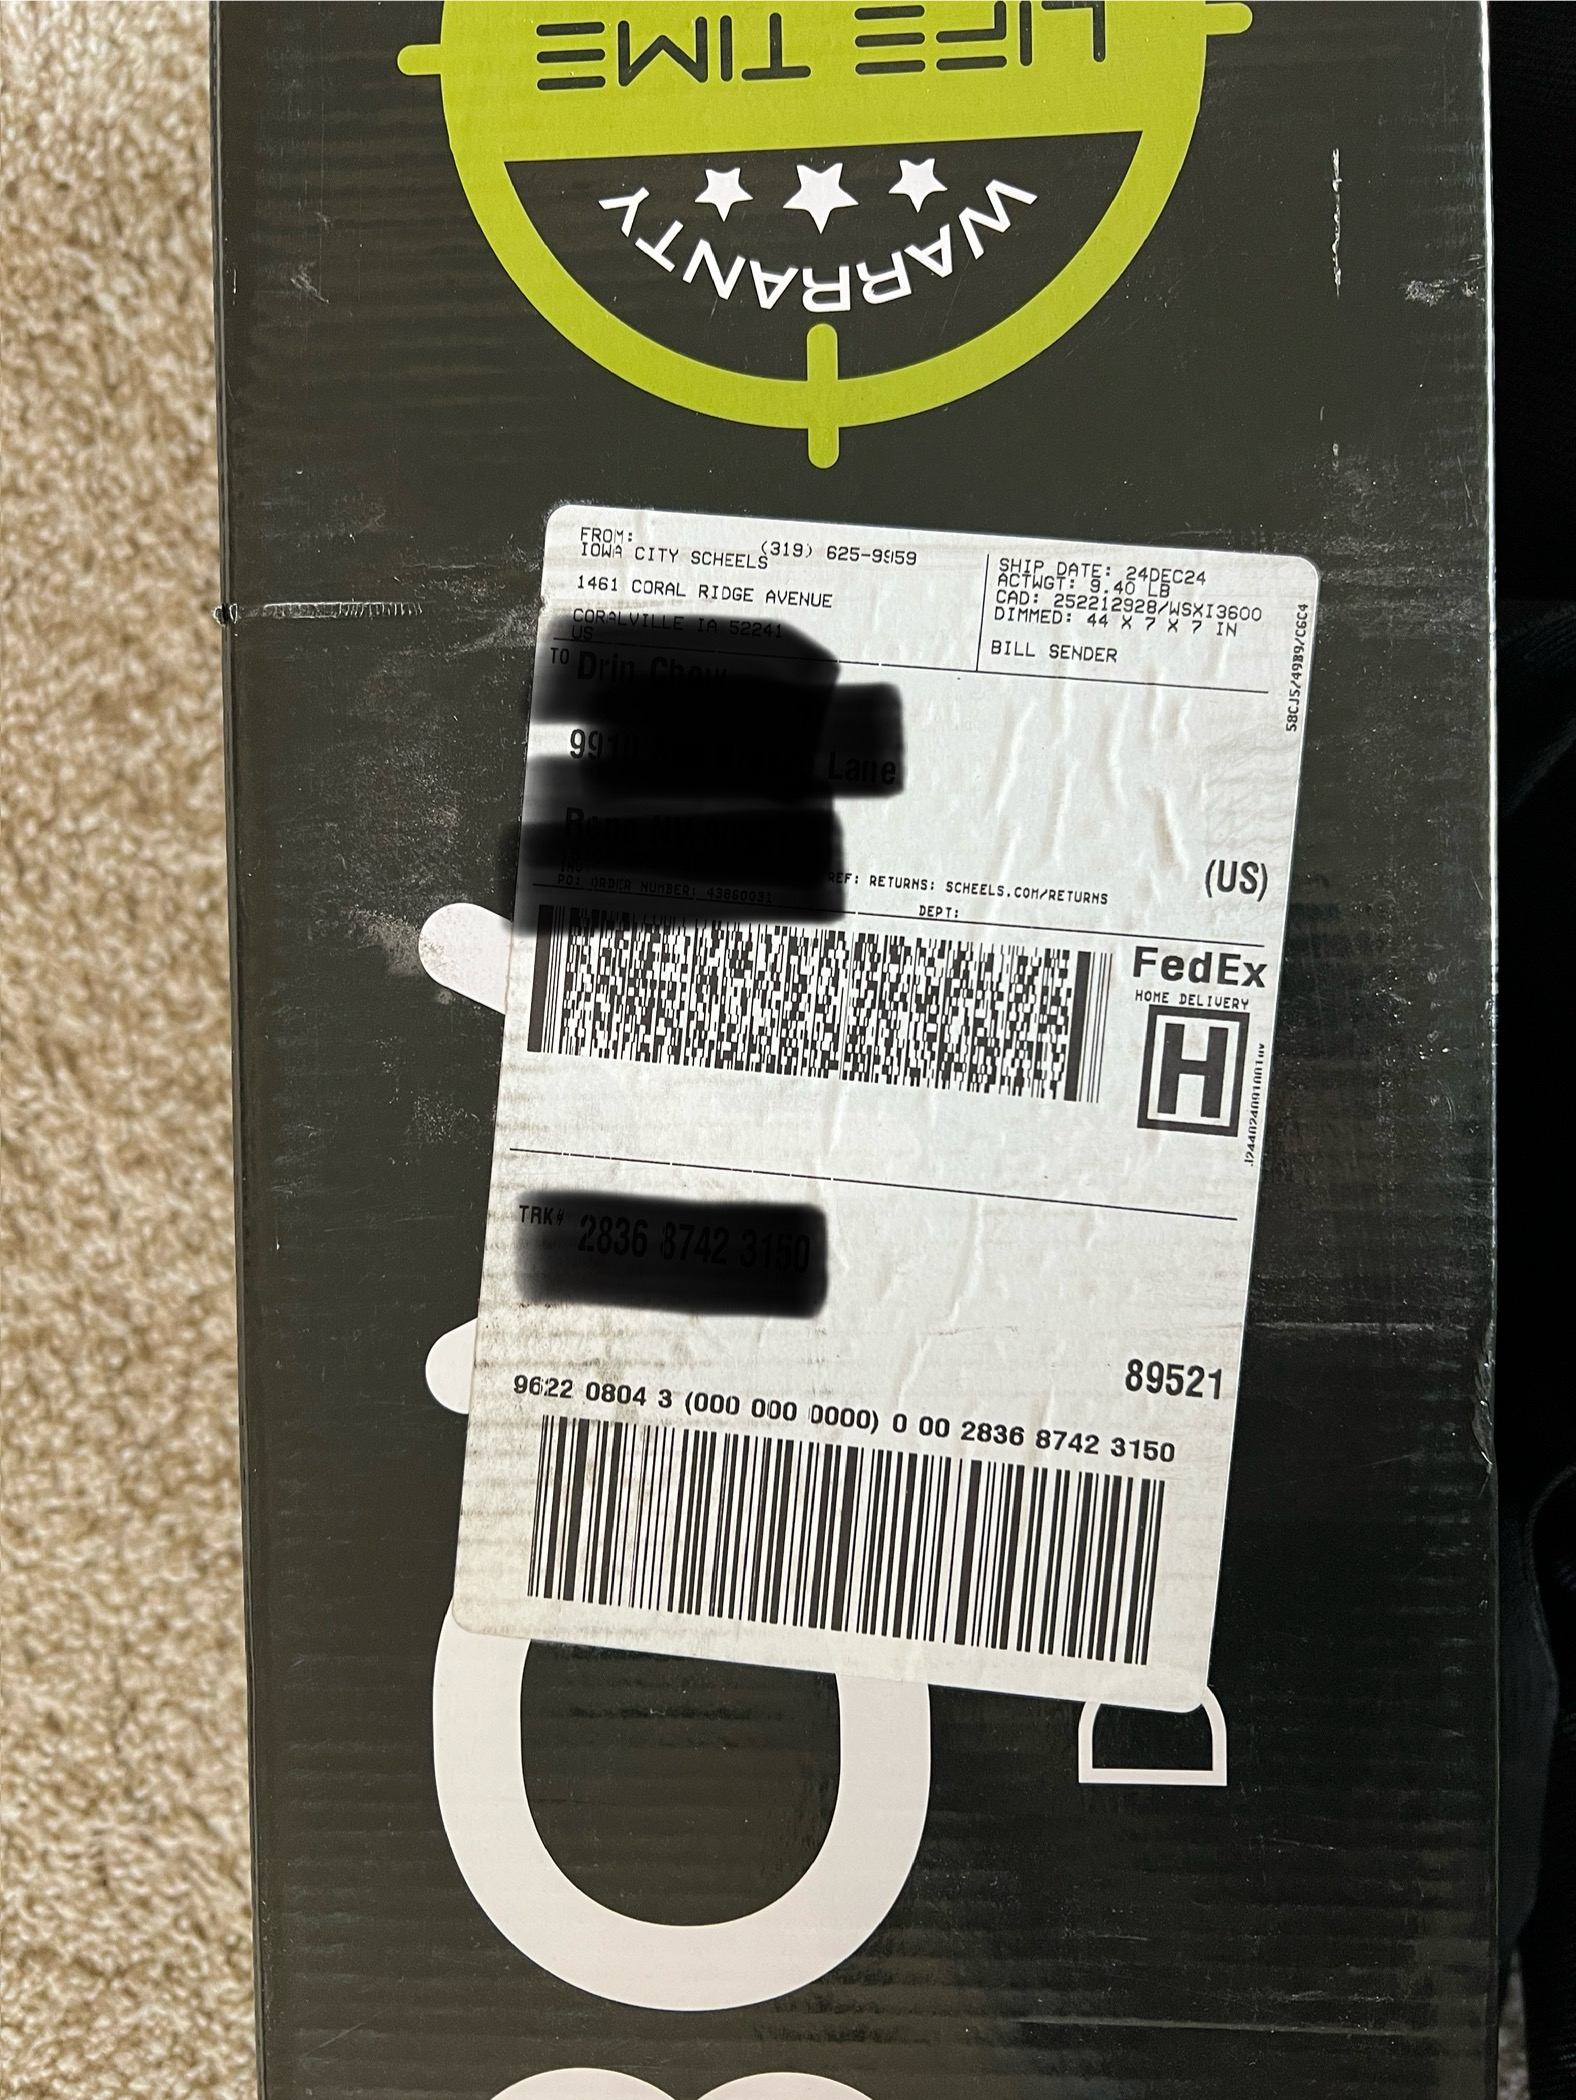 LIFE TIME
WARRANTY
FROM:
(319) 625-9959
IOWA CITY SCHEELS
1461 CORAL RIDGE AVENUE
CORALVILLE IA 52241
US
SHIP DATE: 24DEC24
ACTWGT: 9.40 LB
CAD: 252212928/WSXI3600
DIMMED: 44 X 7 X 7 IN
BILL SENDER
TO
(US)
REF: RETURNS: SCHEELS.COM/RETURNS
DEPT:
FedEx
HOME DELIVERY
H
TRK#
89521
9622 0804 3 (000 000 0000) 0 00 2836 8742 3150